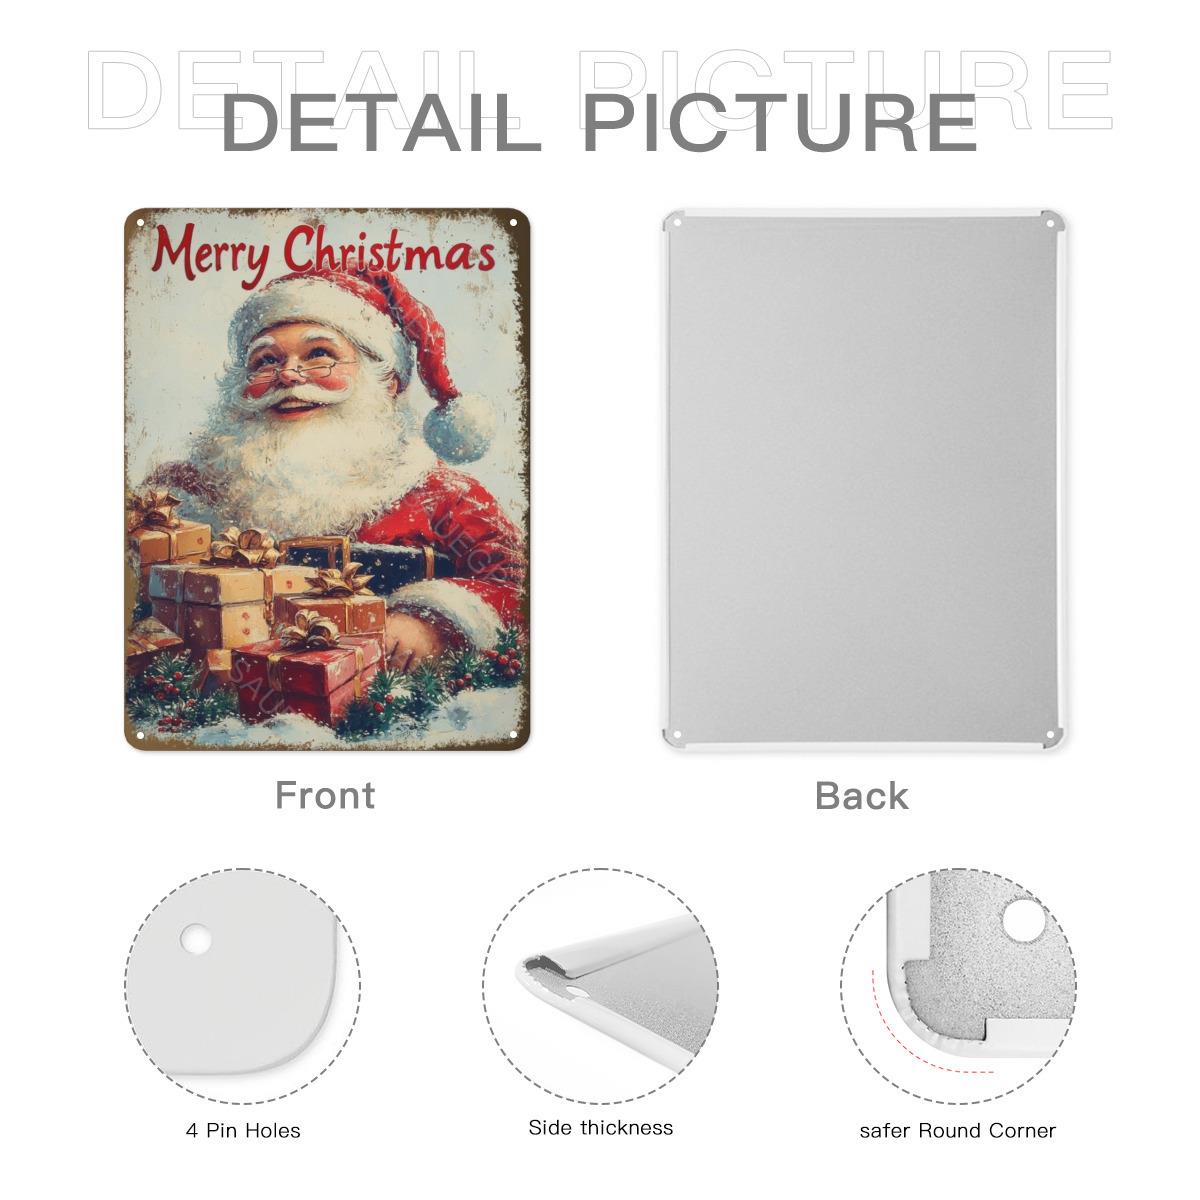 DETAIL PICTURE
DETAIL PICTURE
Merry Christmas
Front
Back
4 Pin Holes
Side thickness
safer Round Corner